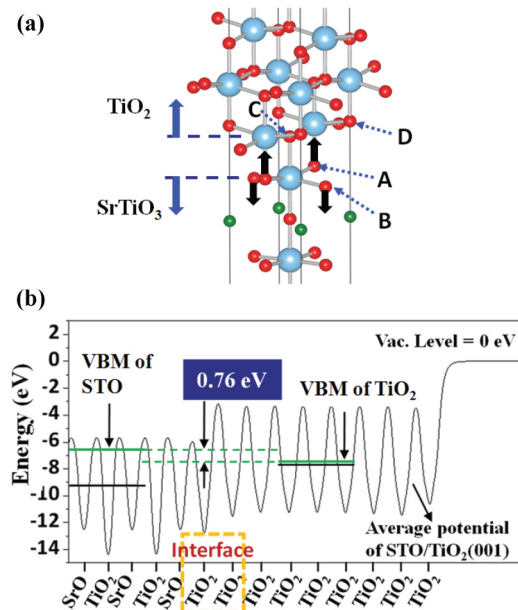 (a)
TiO2
C
D
A
SrTiO3
B
(b)
2
0
-2
-4
-6
-8
-10
-12
-14
Energy (eV)
Vac. Level = 0 eV
VBM of
STO
0.76 eV
VBM of TiO2
Average potential
of STO/TiO2(001)
Interface
SrO
TiO2
SrO
TiO2
SrO
TiO2
TiO2
TiO2
TiO2
TiO2
TiO2
TiO2
TiO2